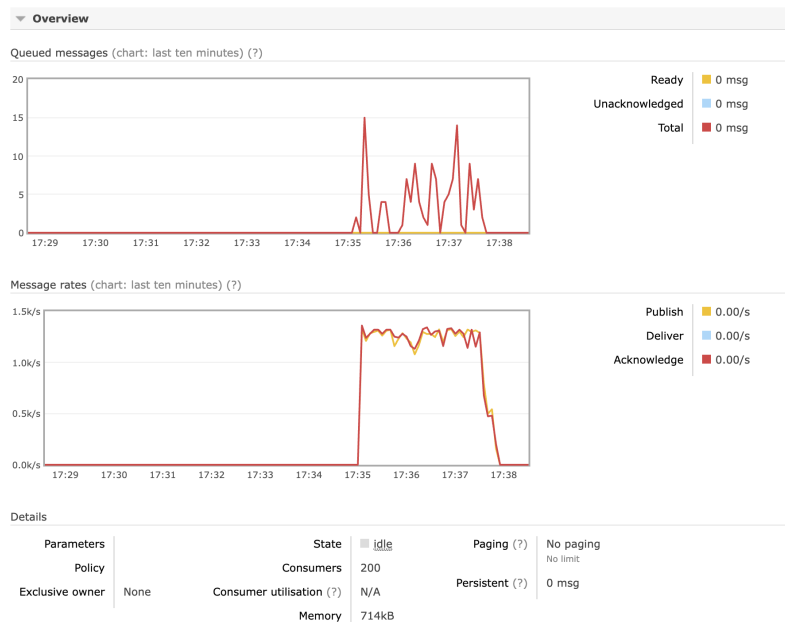 Overview
Queued messages (chart: last ten minutes) (?)
20
15
10
5
0
17:29 17:30 17:31 17:32 17:33 17:34 17:35 17:36 17:37 17:38
Ready 0 msg
Unacknowledged 0 msg
Total 0 msg
Message rates (chart: last ten minutes) (?)
1.5k/s
1.0k/s
0.5k/s
0.0k/s
17:29 17:30 17:31 17:32 17:33 17:34 17:35 17:36 17:37 17:38
Publish 0.00/s
Deliver 0.00/s
Acknowledge 0.00/s
Details
Parameters
Policy
Exclusive owner None
State idle
Consumers 200
Consumer utilisation (?) N/A
Memory 714kB
Paging (?) No paging
No limit
Persistent (?) 0 msg